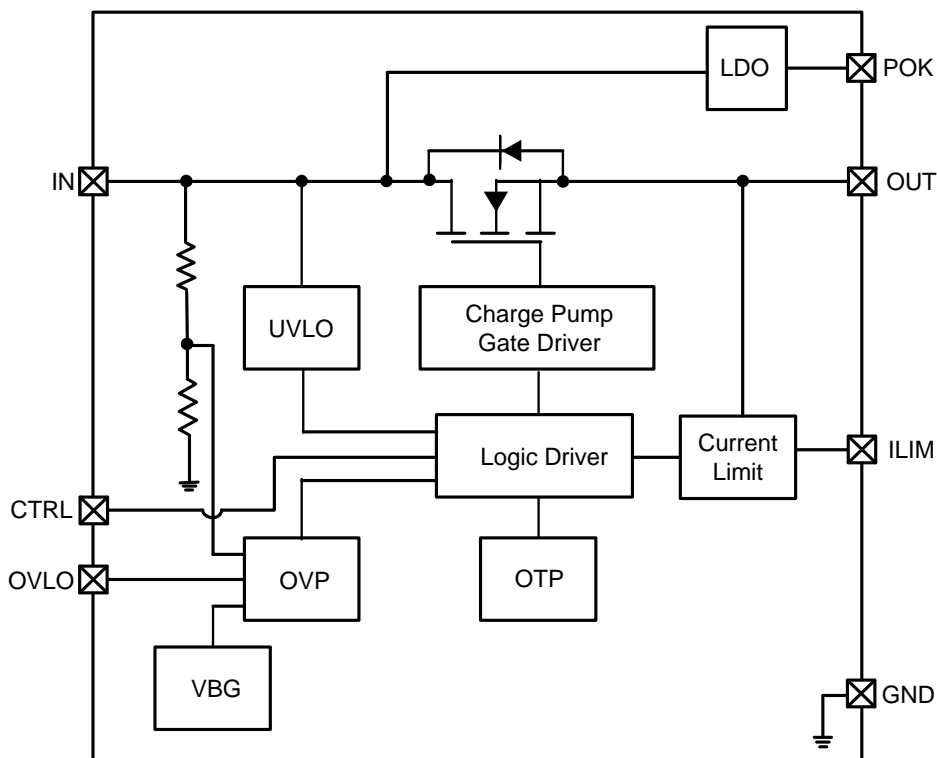 LDO
POK
IN
OUT
UVLO
Charge Pump
Gate Driver
Logic Driver
Current
Limit
ILIM
CTRL
OVLO
OVP
OTP
VBG
GND